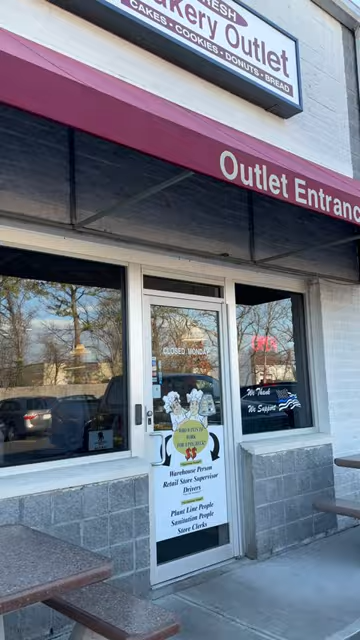 FRESH
Bakery Outlet
CAKES • COOKIES • DONUTS • BREAD
Outlet Entranc
CLOSED MONDAY
We Thank
We Support
Warehouse Person
Retail Store Supervisor
Drivers
Plant Line People
Sanitation People
Store Clerks